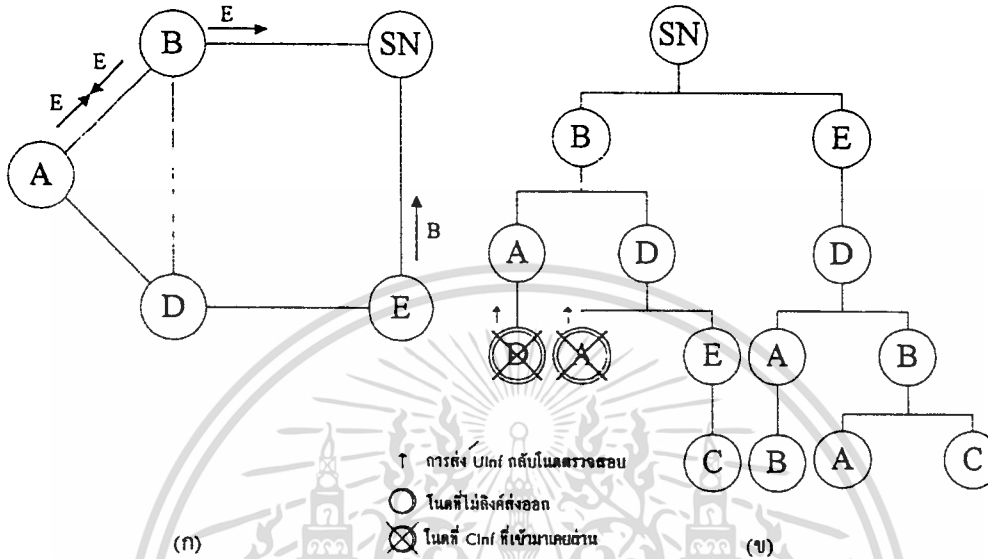 E
B
SN
E
E
A
D
E
B
(ก)
SN
B
E
A
D
D
D
A
E
A
B
C
B
A
C
↑ การส่ง UInf กลับโนดตรวจสอบ
โนดที่ไม่ลิงค์ส่งออก
โนดที่ CInf ที่เข้ามาเคยผ่าน
(ข)